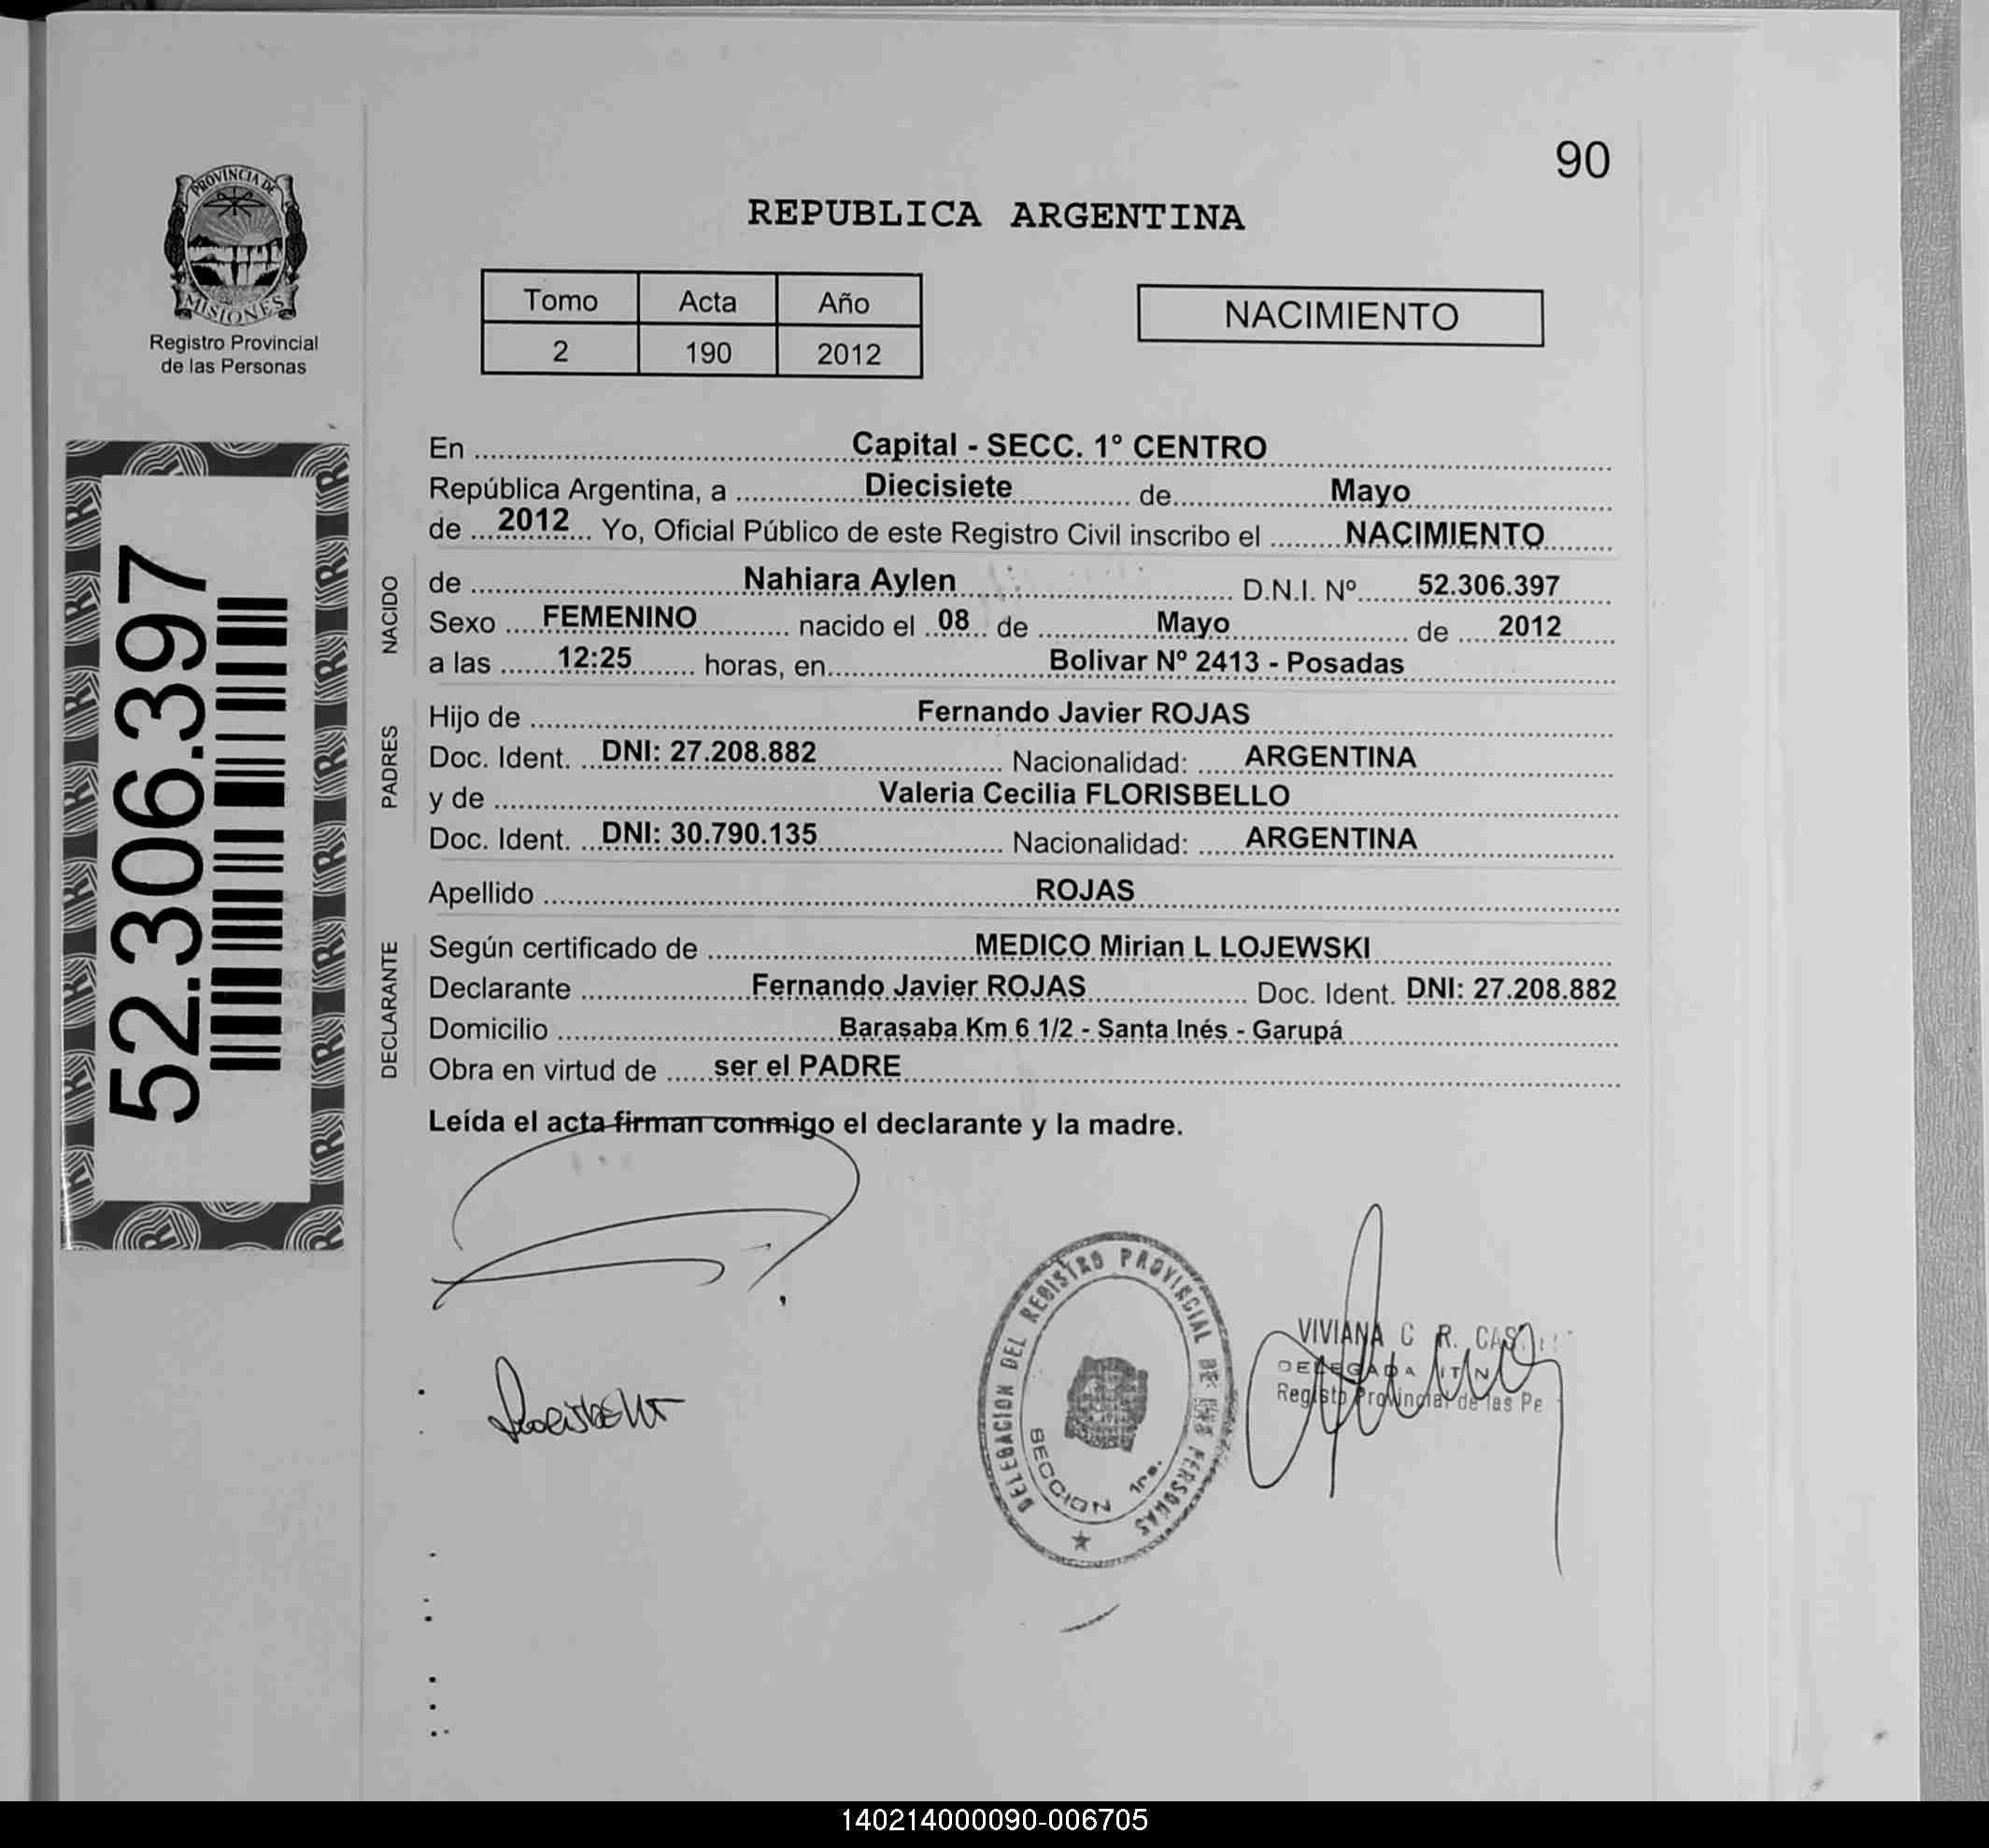 90
REPUBLICA ARGENTINA
PROVINCIA DE
MISIONES
Registro Provincial
de las Personas
Tomo Acta Año
2 190 2012
NACIMIENTO
52.306.397
En Capital - SECC. 1° CENTRO
República Argentina, a Diecisiete de Mayo
de 2012 Yo, Oficial Público de este Registro Civil inscribo el NACIMIENTO
NACIDO
de Nahiara Aylen D.N.I. Nº 52.306.397
Sexo FEMENINO nacido el 08 de Mayo de 2012
a las 12:25 horas, en Bolivar Nº 2413 - Posadas
PADRES
Hijo de Fernando Javier ROJAS
Doc. Ident. DNI: 27.208.882 Nacionalidad: ARGENTINA
y de Valeria Cecilia FLORISBELLO
Doc. Ident. DNI: 30.790.135 Nacionalidad: ARGENTINA
Apellido ROJAS
DECLARANTE
Según certificado de MEDICO Mirian L LOJEWSKI
Declarante Fernando Javier ROJAS Doc. Ident. DNI: 27.208.882
Domicilio Barasaba Km 6 1/2 - Santa Inés - Garupá
Obra en virtud de ser el PADRE
Leída el acta firman conmigo el declarante y la madre.
DELEGACION DEL REGISTRO PROVINCIAL DE LAS PERSONAS
SECCION 1ra.
VIVIANA C R.
DELEGADA
Registo Provincial de las Pe
140214000090-006705